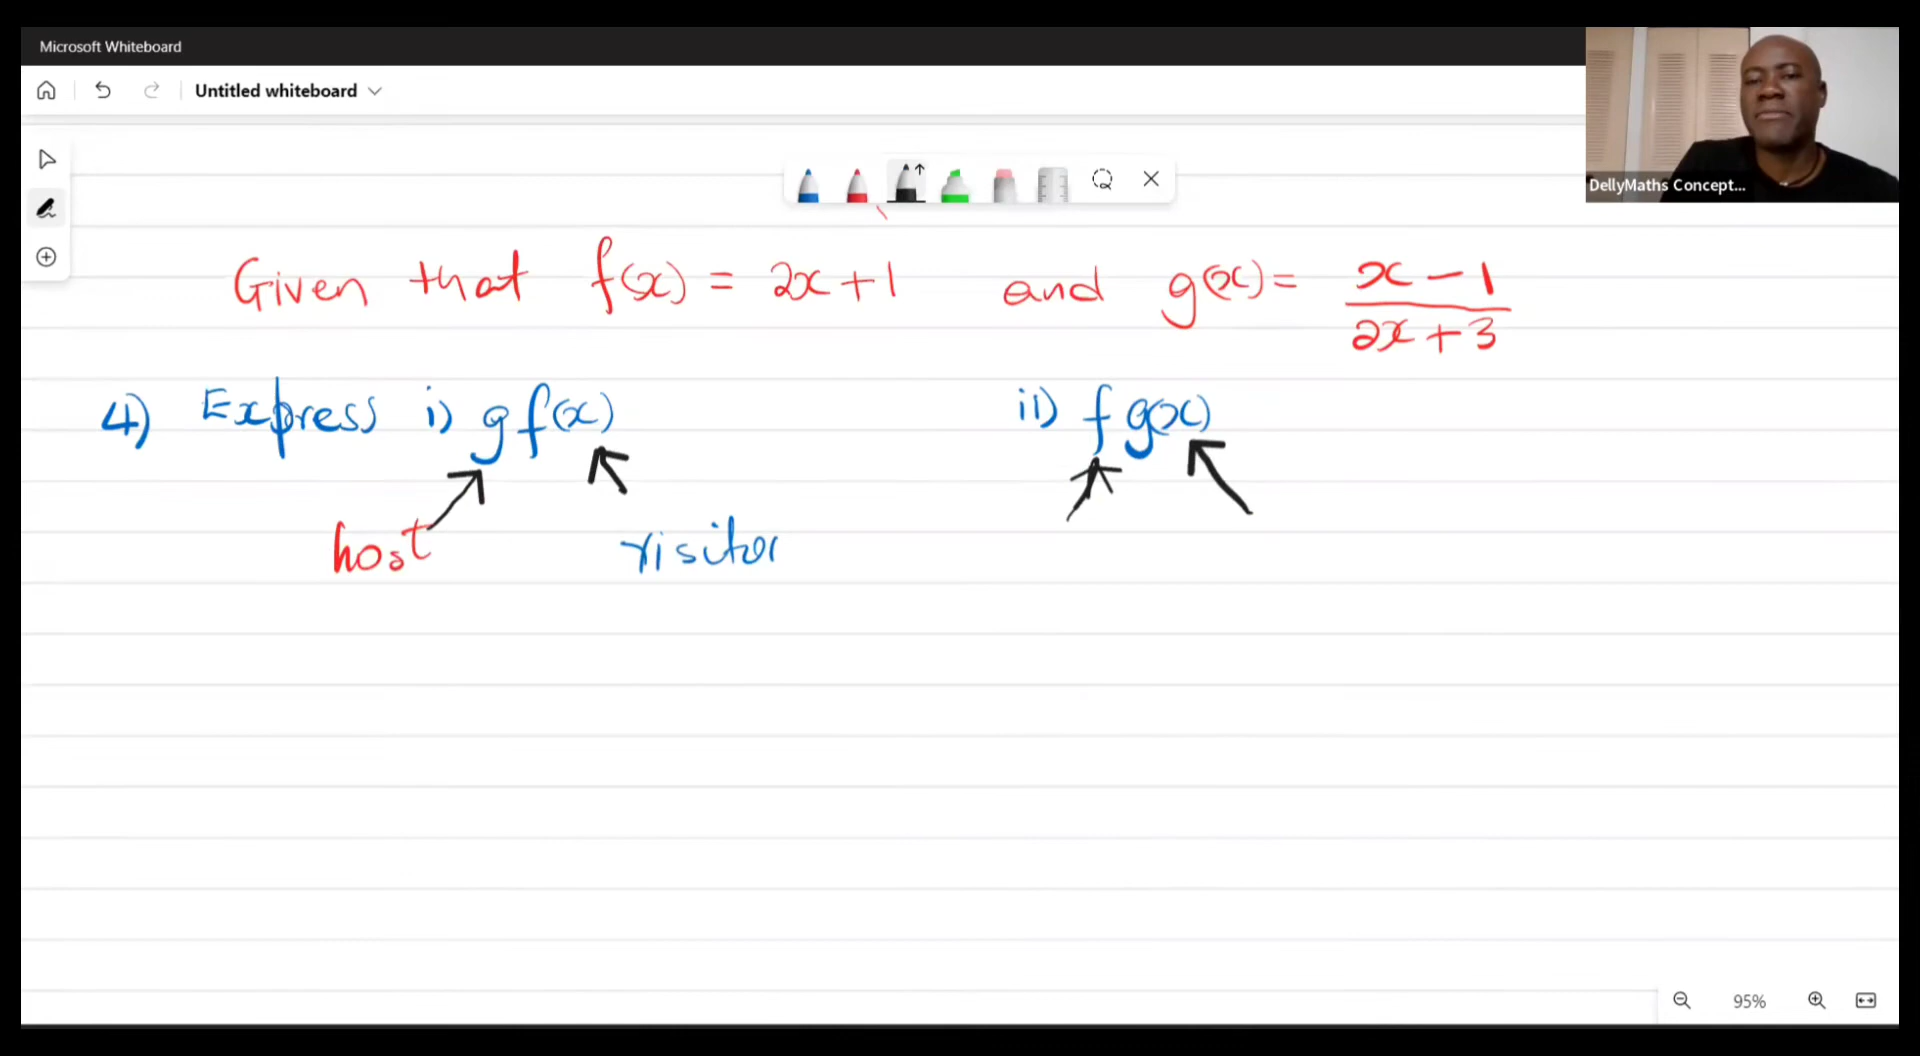 Microsoft Whiteboard
Untitled whiteboard
DellyMaths Concept...
Given that f(x) = 2x+1 and g(x) = x-1
2x+3
4) Express i) gf(x) ii) fg(x)
host visitor
95%